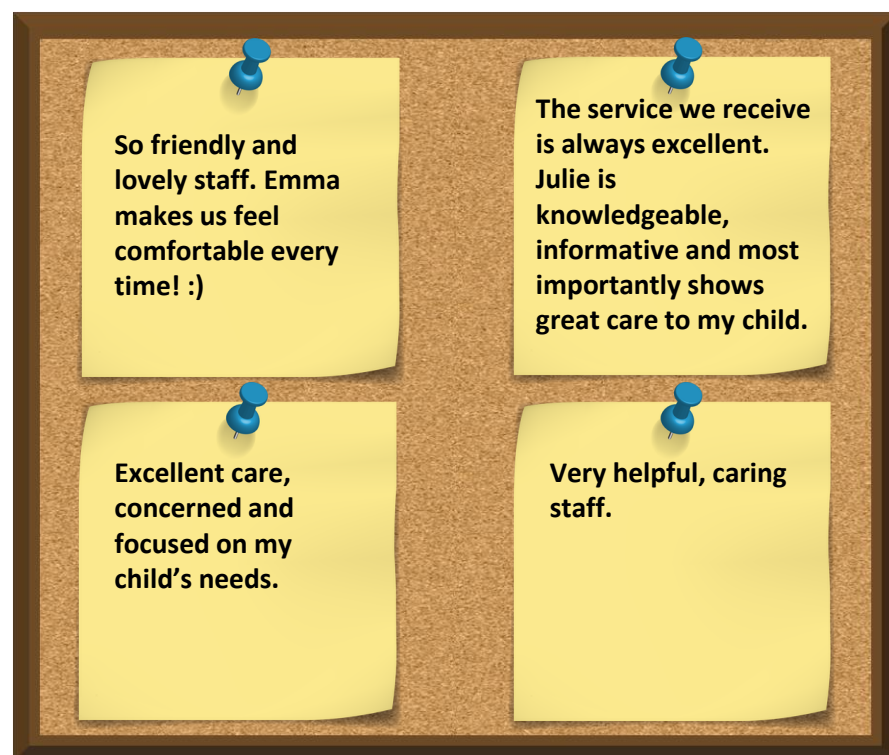 So friendly and
lovely staff. Emma
makes us feel
comfortable every
time! :)
The service we receive
is always excellent.
Julie is
knowledgeable,
informative and most
importantly shows
great care to my child.
Excellent care,
concerned and
focused on my
child’s needs.
Very helpful, caring
staff.